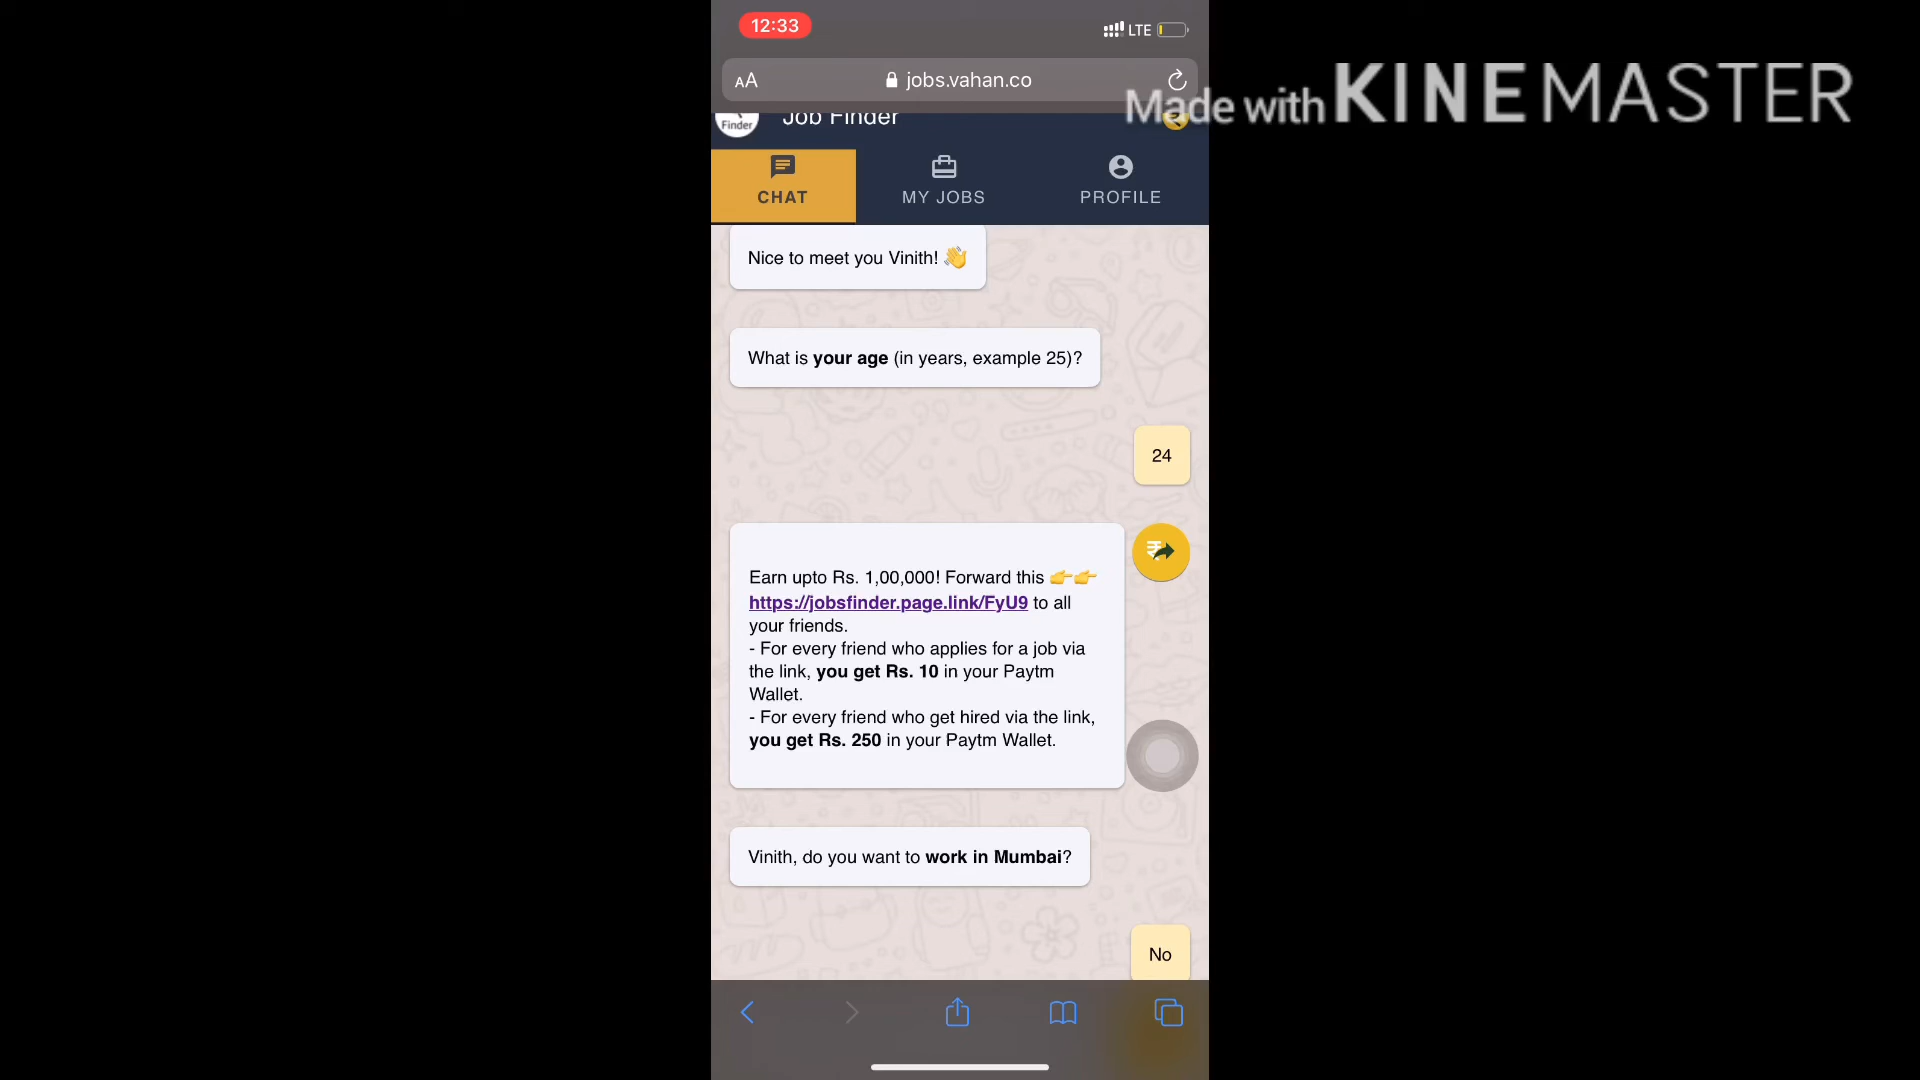 12:33
LTE
AA
jobs.vahan.co
Made with KINEMASTER
Finder
Job Finder
CHAT
MY JOBS
PROFILE
Nice to meet you Vinith! 👋
What is your age (in years, example 25)?
24
Earn upto Rs. 1,00,000! Forward this 👉👉
https://jobsfinder.page.link/FyU9 to all
your friends.
- For every friend who applies for a job via
the link, you get Rs. 10 in your Paytm
Wallet.
- For every friend who get hired via the link,
you get Rs. 250 in your Paytm Wallet.
Vinith, do you want to work in Mumbai?
No